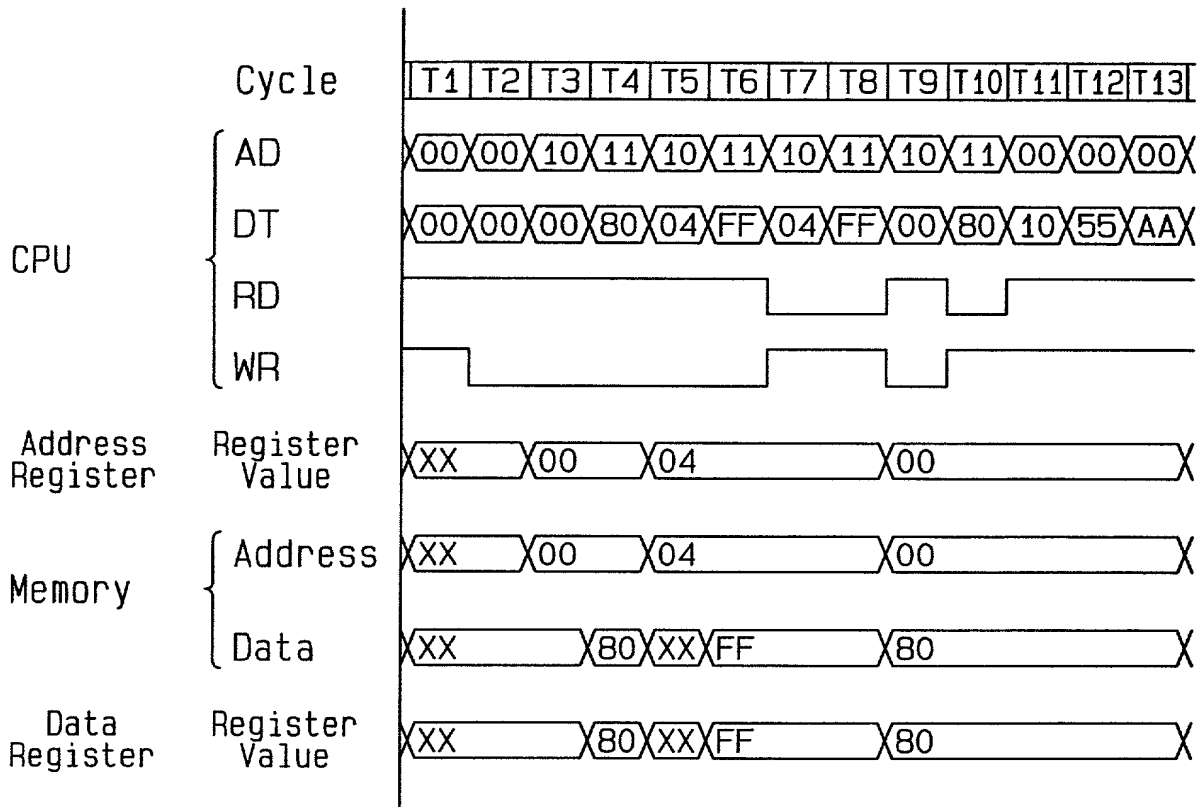 Cycle T1 T2 T3 T4 T5 T6 T7 T8 T9 T10 T11 T12 T13
AD 00 00 10 11 10 11 10 11 10 11 00 00 00
DT 00 00 00 80 04 FF 04 FF 00 80 10 55 AA
CPU
RD
WR
Address Register
Register Value
XX 00 04 00
Memory
Address XX 00 04 00
Data XX 80 XX FF 80
Data Register
Register Value
XX 80 XX FF 80